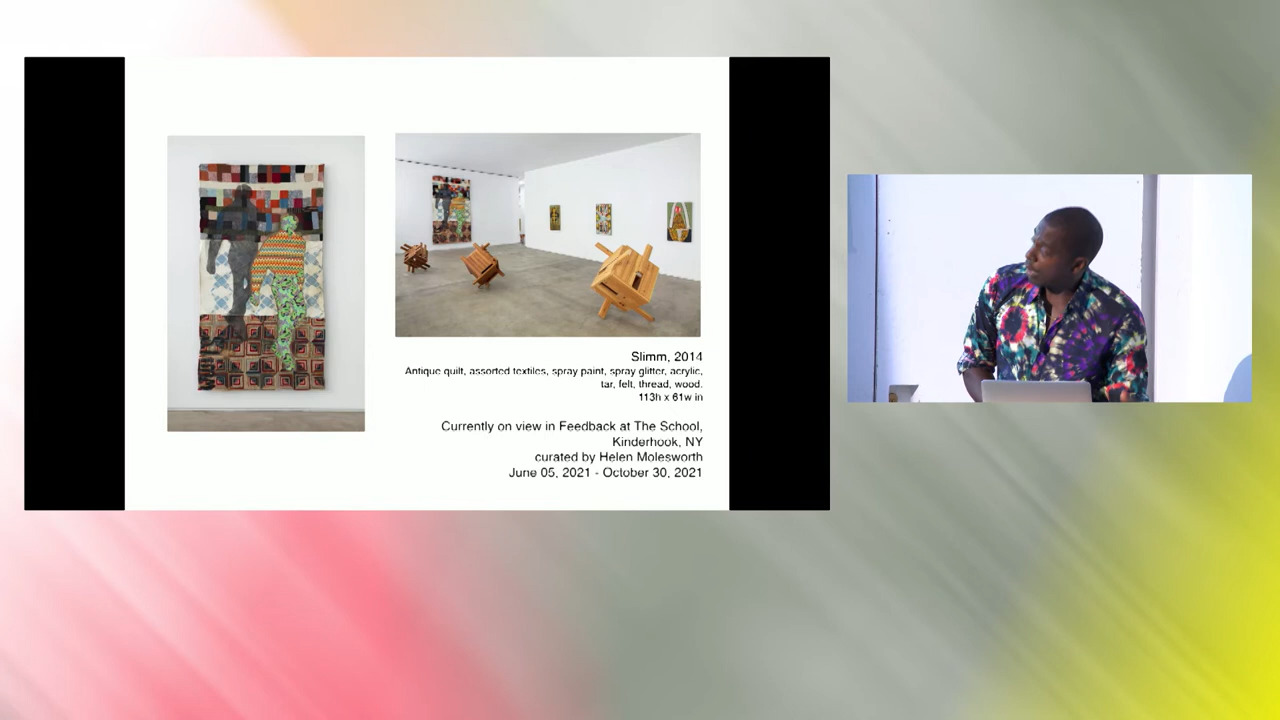 Slimm, 2014
Antique quilt, assorted textiles, spray paint, spray glitter, acrylic,
tar, felt, thread, wood.
113h x 61w in
Currently on view in Feedback at The School,
Kinderhook, NY
curated by Helen Molesworth
June 05, 2021 - October 30, 2021